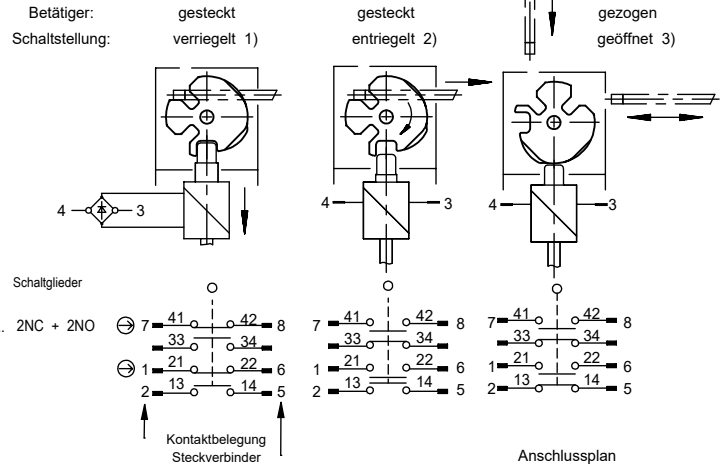 Betätiger: gesteckt gesteckt gezogen
Schaltstellung: verriegelt 1) entriegelt 2) geöffnet 3)
4 3 4 3 4 3
Schaltglieder
. 2NC + 2NO
7 41 42 8 7 41 42 8 7 41 42 8
33 34 33 34 33 34
1 21 22 6 1 21 22 6 1 21 22 6
2 13 14 5 2 13 14 5 2 13 14 5
Kontaktbelegung
Steckverbinder
Anschlussplan